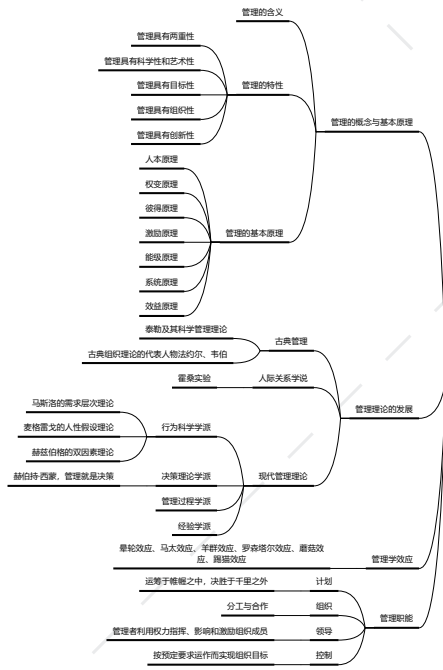 管理的含义
管理具有两重性
管理具有科学性和艺术性
管理的特性
管理具有目标性
管理具有组织性
管理具有创新性
管理的概念与基本原理
人本原理
权变原理
彼得原理
激励原理
管理的基本原理
能级原理
系统原理
效益原理
泰勒及其科学管理理论
古典管理
古典组织理论的代表人物法约尔、韦伯
霍桑实验
人际关系学说
马斯洛的需求层次理论
管理理论的发展
麦格雷戈的人性假设理论
行为科学学派
赫兹伯格的双因素理论
赫伯持·西蒙，管理就是决策
决策理论学派
现代管理理论
管理过程学派
经验学派
晕轮效应、马太效应、羊群效应、罗森塔尔效应、蘑菇效
应、踢猫效应
管理学效应
运筹于帷幄之中，决胜于千里之外
计划
分工与合作
组织
管理职能
管理者利用权力指挥、影响和激励组织成员
领导
按预定要求运作而实现组织目标
控制